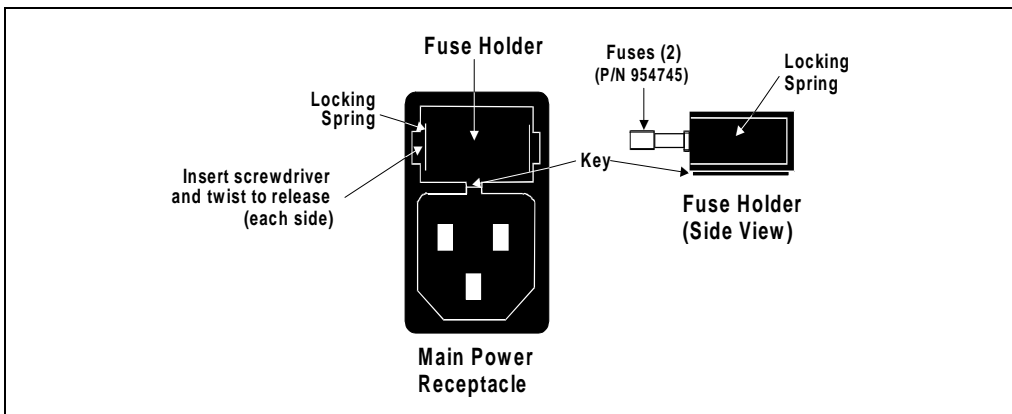 Fuse Holder
Locking
Spring
Insert screwdriver
and twist to release
(each side)
Key
Main Power
Receptacle
Fuses (2)
(P/N 954745)
Locking
Spring
Fuse Holder
(Side View)